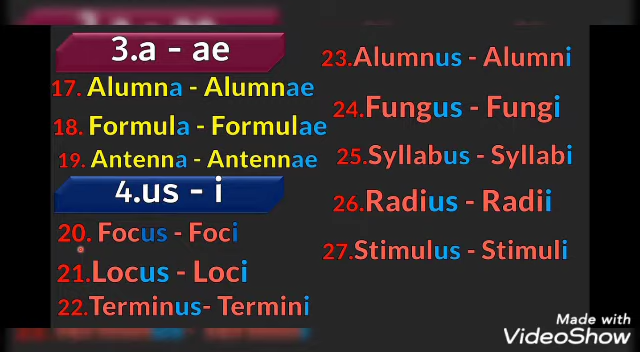 3.a - ae
17. Alumna - Alumnae
18. Formula - Formulae
19. Antenna - Antennae
4.us - i
20. Focus - Foci
21. Locus - Loci
22. Terminus- Termini
23. Alumnus - Alumni
24. Fungus - Fungi
25. Syllabus - Syllabi
26. Radius - Radii
27. Stimulus - Stimuli
Made with
VideoShow